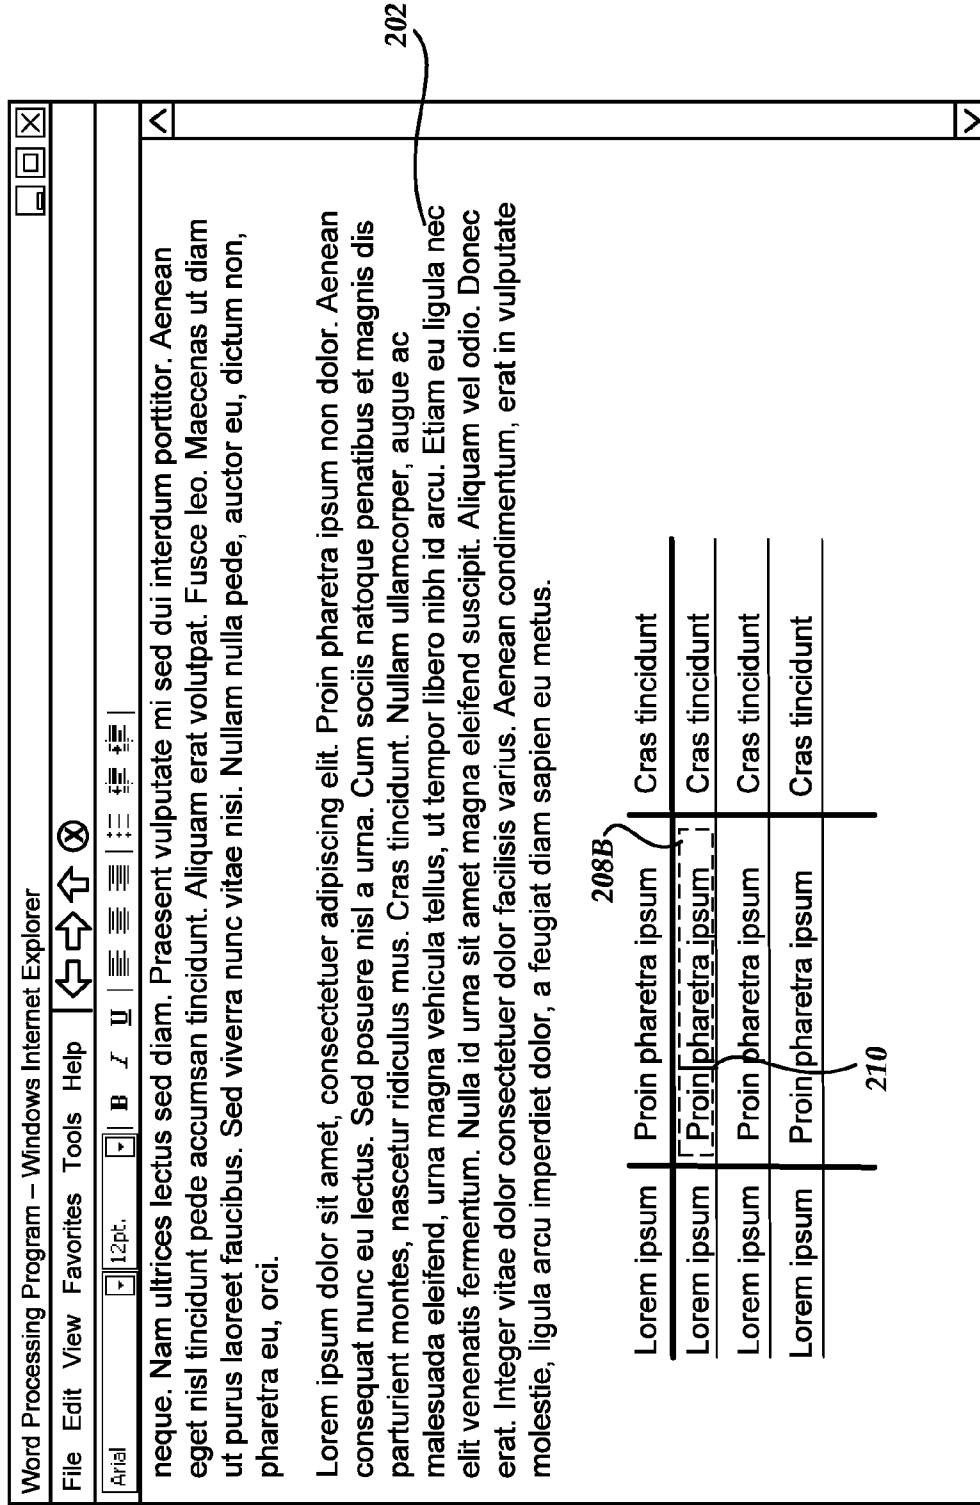 Word Processing Program – Windows Internet Explorer
File Edit View Favorites Tools Help
Arial 12pt. B I U
neque. Nam ultrices lectus sed diam. Praesent vulputate mi sed dui interdum porttitor. Aenean
eget nisl tincidunt pede accumsan tincidunt. Aliquam erat volutpat. Fusce leo. Maecenas ut diam
ut purus laoreet faucibus. Sed viverra nunc vitae nisi. Nullam nulla pede, auctor eu, dictum non,
pharetra eu, orci.
Lorem ipsum dolor sit amet, consectetuer adipiscing elit. Proin pharetra ipsum non dolor. Aenean
consequat nunc eu lectus. Sed posuere nisl a urna. Cum sociis natoque penatibus et magnis dis
parturient montes, nascetur ridiculus mus. Cras tincidunt. Nullam ullamcorper, augue ac
malesuada eleifend, urna magna vehicula tellus, ut tempor libero nibh id arcu. Etiam eu ligula nec
elit venenatis fermentum. Nulla id urna sit amet magna eleifend suscipit. Aliquam vel odio. Donec
erat. Integer vitae dolor consectetuer dolor facilisis varius. Aenean condimentum, erat in vulputate
molestie, ligula arcu imperdiet dolor, a feugiat diam sapien eu metus.
202
208B
Lorem ipsum Proin pharetra ipsum Cras tincidunt
Lorem ipsum Proin pharetra ipsum Cras tincidunt
Lorem ipsum Proin pharetra ipsum Cras tincidunt
Lorem ipsum Proin pharetra ipsum Cras tincidunt
210